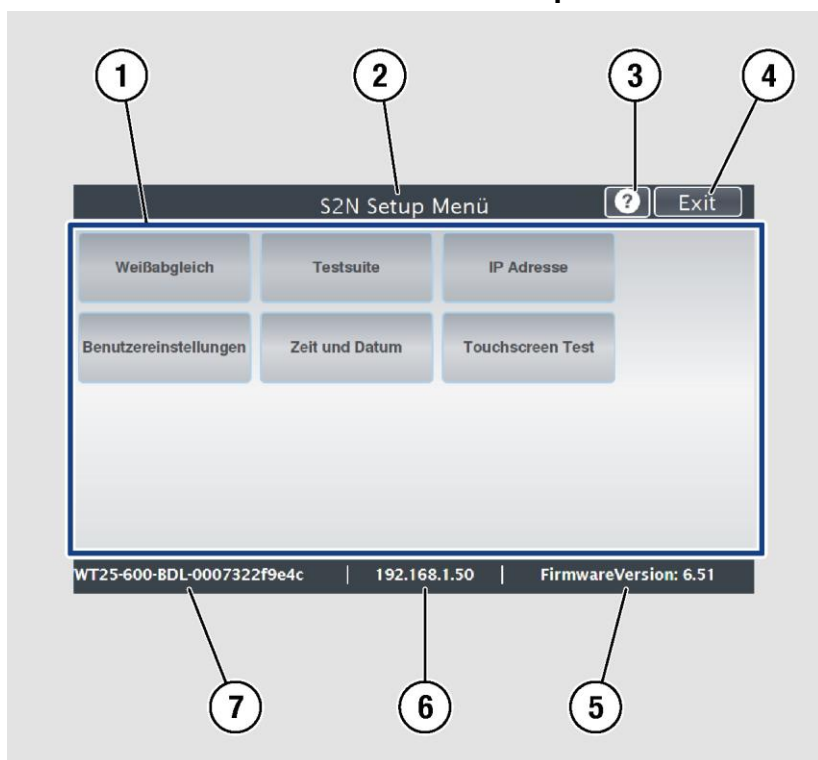 1 2 3 4
S2N Setup Menü ? Exit
Weißabgleich Testsuite IP Adresse
Benutzereinstellungen Zeit und Datum Touchscreen Test
WT25-600-BDL-0007322f9e4c | 192.168.1.50 | FirmwareVersion: 6.51
7 6 5